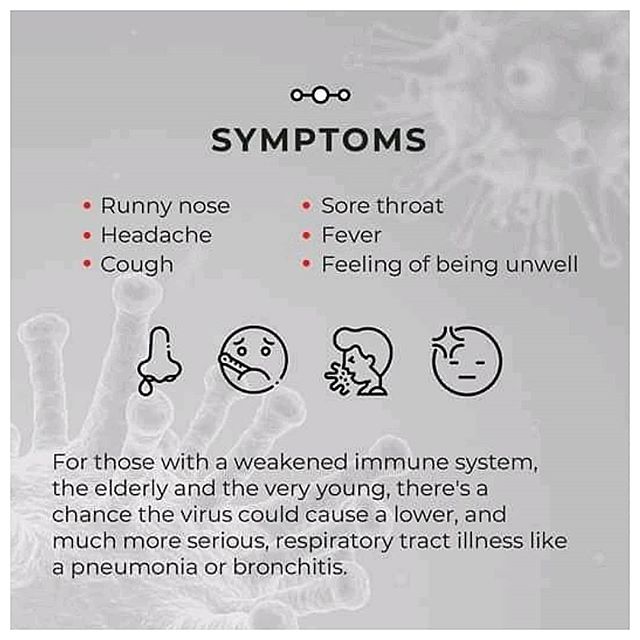 SYMPTOMS
• Runny nose
• Headache
• Cough
• Sore throat
• Fever
• Feeling of being unwell
For those with a weakened immune system,
the elderly and the very young, there's a
chance the virus could cause a lower, and
much more serious, respiratory tract illness like
a pneumonia or bronchitis.